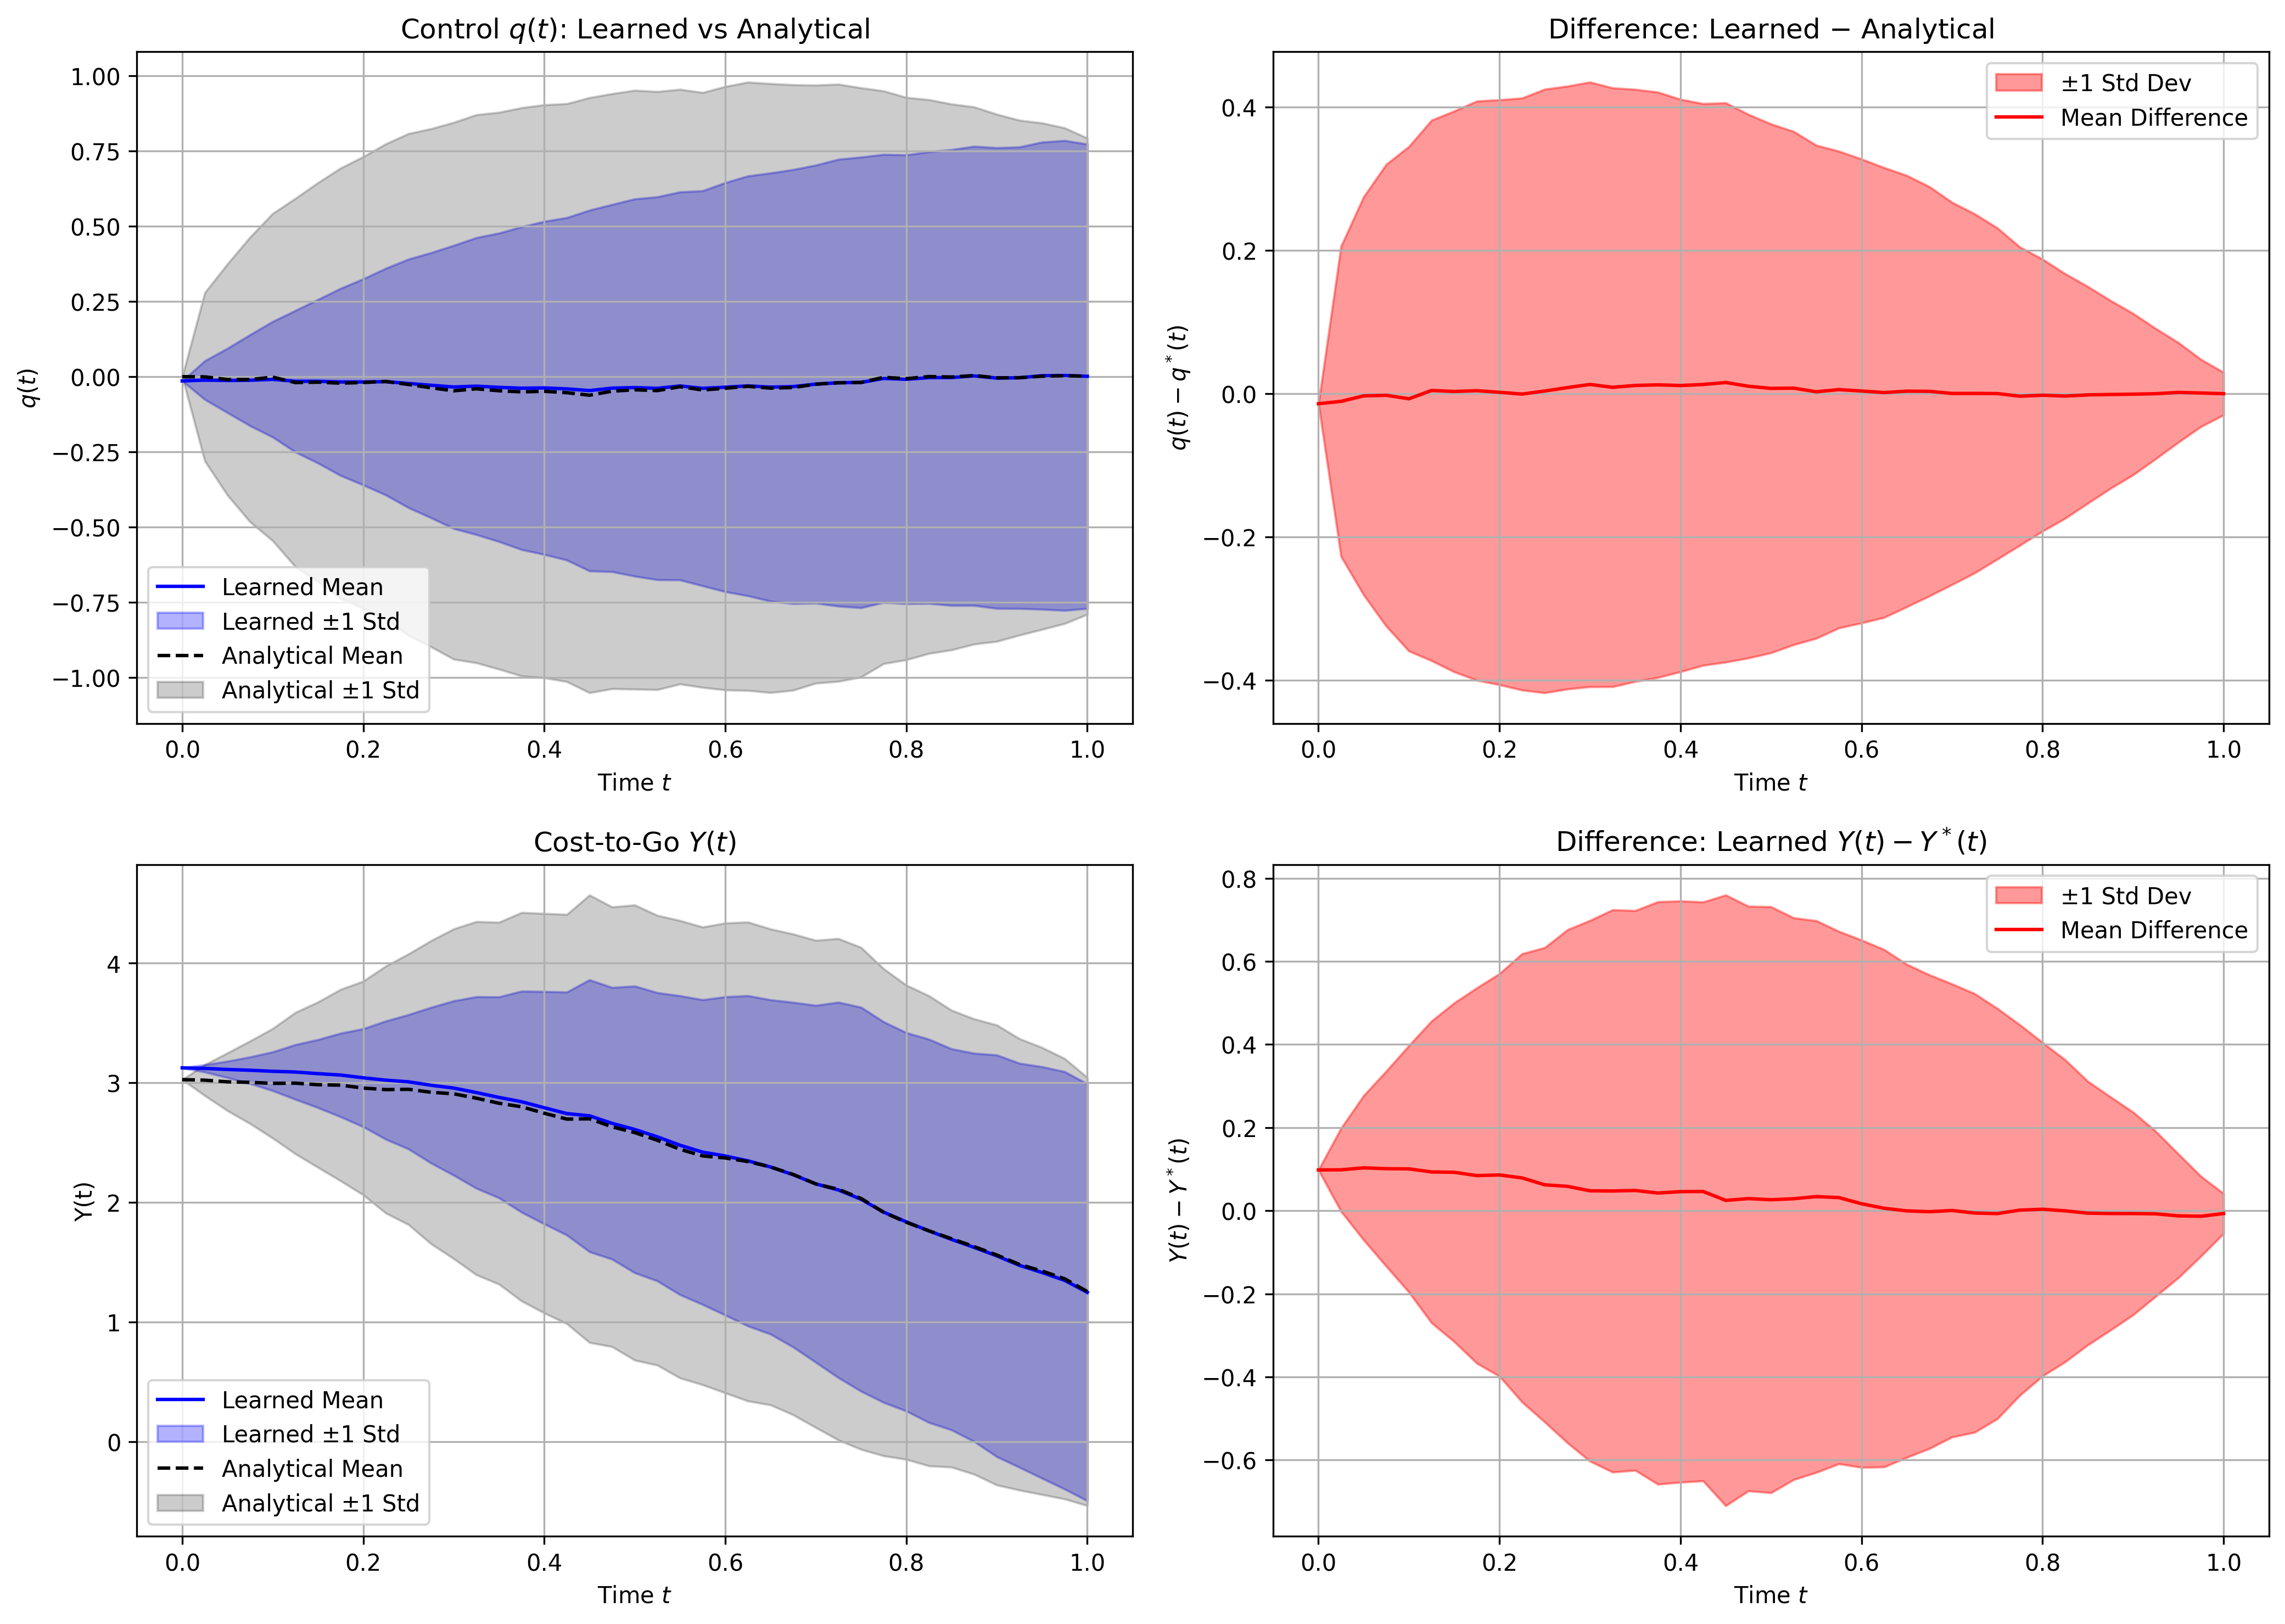 Control q(t): Learned vs Analytical
1.00
0.75
0.50
0.25
0.00
−0.25
−0.50
−0.75
−1.00
q(t)
Learned Mean
Learned ±1 Std
Analytical Mean
Analytical ±1 Std
0.0 0.2 0.4 0.6 0.8 1.0
Time t
Difference: Learned − Analytical
0.4
0.2
0.0
−0.2
−0.4
q(t) − q*(t)
±1 Std Dev
Mean Difference
0.0 0.2 0.4 0.6 0.8 1.0
Time t
Cost-to-Go Y(t)
4
3
2
1
0
Y(t)
Learned Mean
Learned ±1 Std
Analytical Mean
Analytical ±1 Std
0.0 0.2 0.4 0.6 0.8 1.0
Time t
Difference: Learned Y(t) − Y*(t)
0.8
0.6
0.4
0.2
0.0
−0.2
−0.4
−0.6
Y(t) − Y*(t)
±1 Std Dev
Mean Difference
0.0 0.2 0.4 0.6 0.8 1.0
Time t